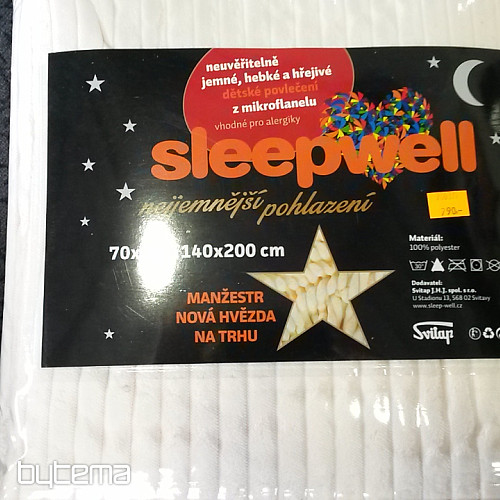 neuvěřitelně
jemné, hebké a hřejivé
dětské povlečení
z mikroflanelu
vhodné pro alergiky
sleepwell
nejjemnější pohlazení
140x200 cm
MANŽESTR
NOVÁ HVĚZDA
NA TRHU
290,-
Materiál:
100% polyester
Dodavatel:
Svitap J.H.J. spol. s r.o.
U Stadionu 13, 568 02 Svitavy
www.sleep-well.cz
Svitap
bytema